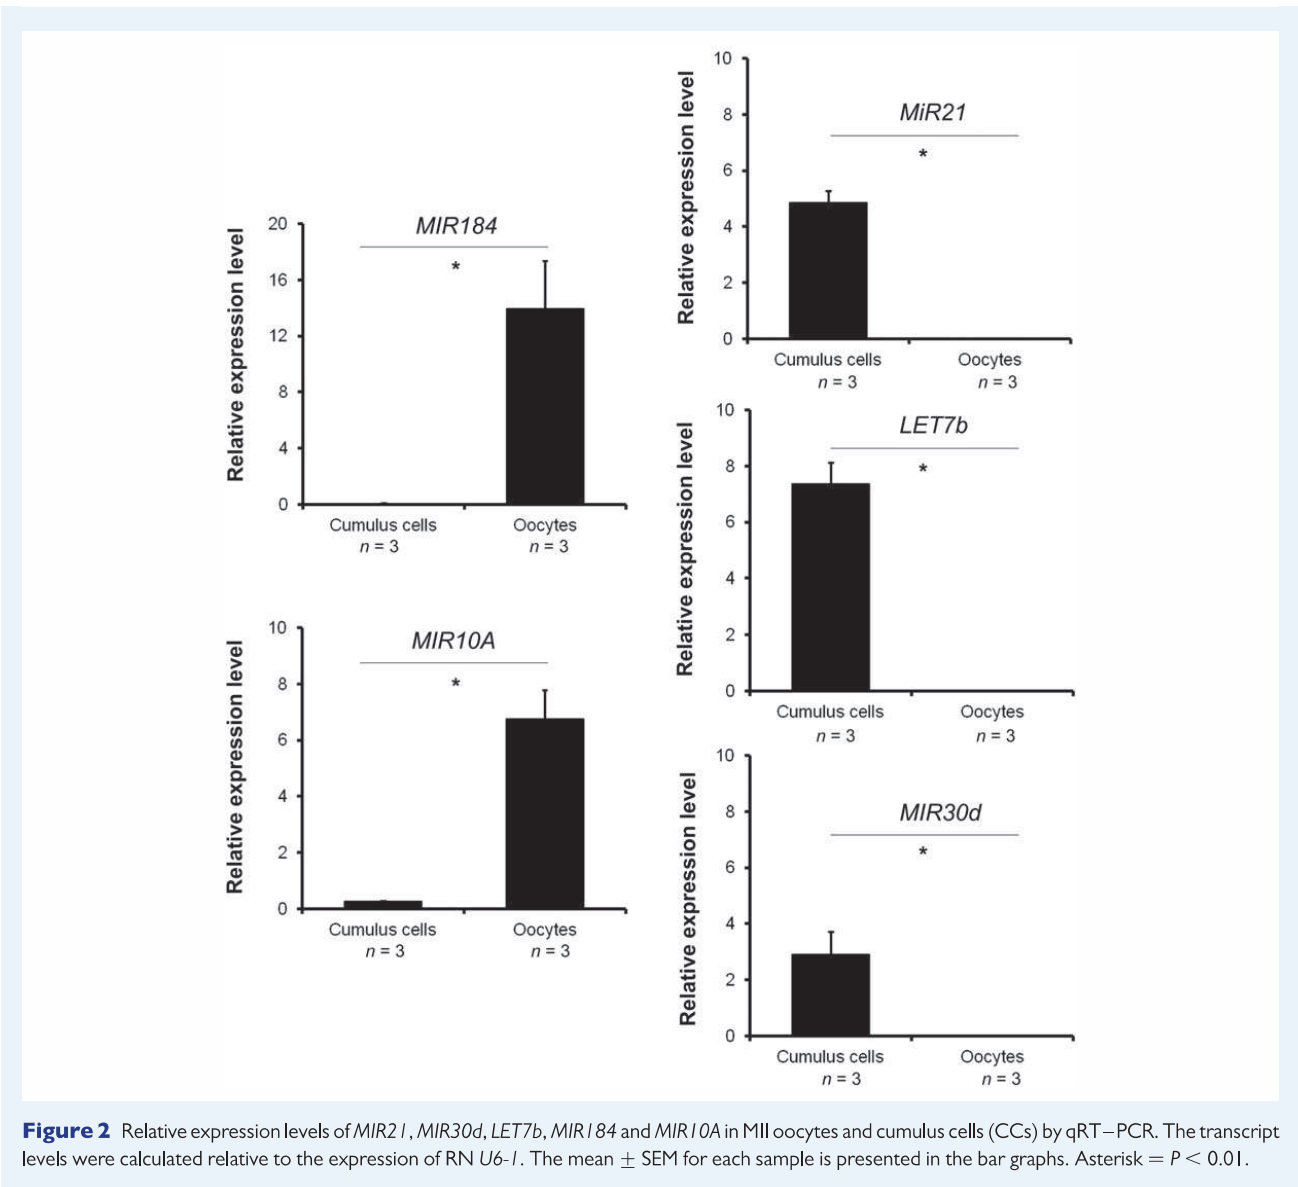 MIR184
*
Relative expression level
20
16
12
8
4
0
Cumulus cells
n = 3
Oocytes
n = 3
MIR10A
*
Relative expression level
10
8
6
4
2
0
Cumulus cells
n = 3
Oocytes
n = 3
MiR21
*
Relative expression level
10
8
6
4
2
0
Cumulus cells
n = 3
Oocytes
n = 3
LET7b
*
Relative expression level
10
8
6
4
2
0
Cumulus cells
n = 3
Oocytes
n = 3
MIR30d
*
Relative expression level
10
8
6
4
2
0
Cumulus cells
n = 3
Oocytes
n = 3
Figure 2 Relative expression levels of MIR21, MIR30d, LET7b, MIR184 and MIR10A in MII oocytes and cumulus cells (CCs) by qRT–PCR. The transcript
levels were calculated relative to the expression of RN U6-1. The mean ± SEM for each sample is presented in the bar graphs. Asterisk = P < 0.01.